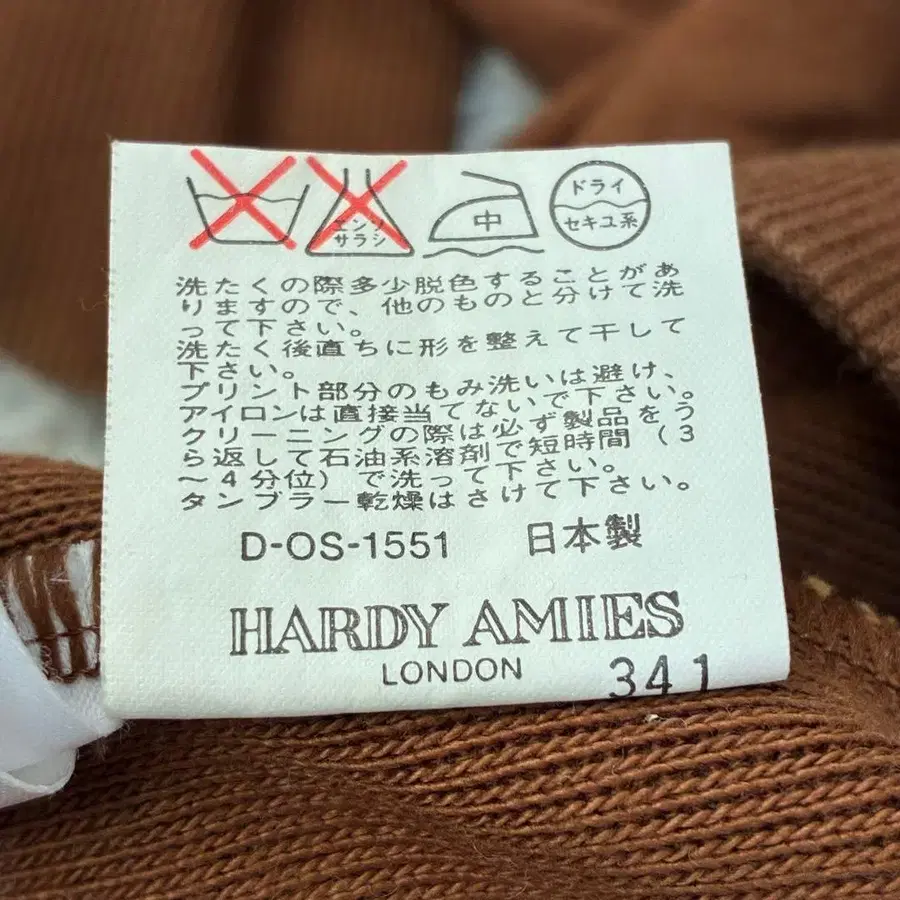 エンソ
サラシ
中
ドライ
セキユ系
洗たくの際多少脱色することがあ
りますので、他のものと分けて洗
って下さい。
洗たく後直ちに形を整えて干して
下さい。
プリント部分のもみ洗いは避け、
アイロンは直接当てないで下さい。
クリーニングの際は必ず製品をう
ら返して石油系溶剤で短時間(3
〜4分位)で洗って下さい。
タンブラー乾燥はさけて下さい。
D-OS-1551 日本製
HARDY AMIES
LONDON
341